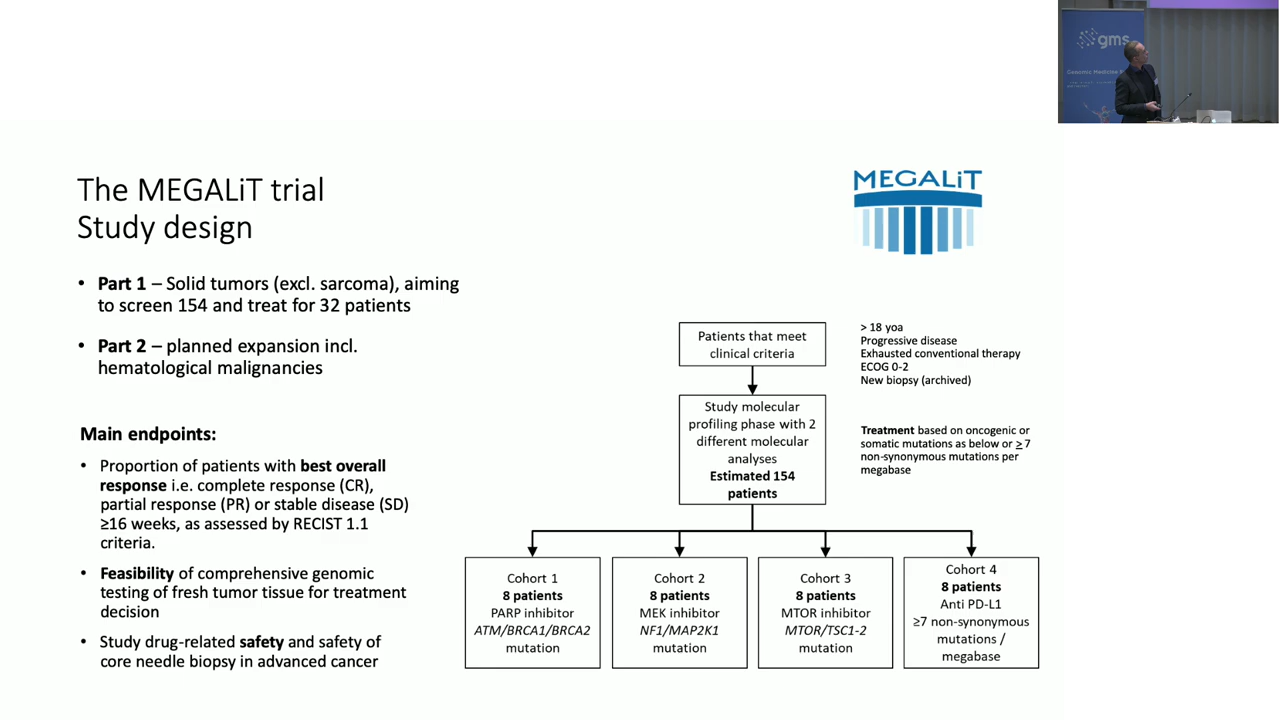 gms
Genomic Medicine
The MEGALiT trial
Study design
MEGALiT
• Part 1 – Solid tumors (excl. sarcoma), aiming
to screen 154 and treat for 32 patients
• Part 2 – planned expansion incl.
hematological malignancies
Main endpoints:
• Proportion of patients with best overall
response i.e. complete response (CR),
partial response (PR) or stable disease (SD)
≥16 weeks, as assessed by RECIST 1.1
criteria.
• Feasibility of comprehensive genomic
testing of fresh tumor tissue for treatment
decision
• Study drug-related safety and safety of
core needle biopsy in advanced cancer
Patients that meet
clinical criteria
> 18 yoa
Progressive disease
Exhausted conventional therapy
ECOG 0-2
New biopsy (archived)
Study molecular
profiling phase with 2
different molecular
analyses
Estimated 154
patients
Treatment based on oncogenic or
somatic mutations as below or ≥ 7
non-synonymous mutations per
megabase
Cohort 1
8 patients
PARP inhibitor
ATM/BRCA1/BRCA2
mutation
Cohort 2
8 patients
MEK inhibitor
NF1/MAP2K1
mutation
Cohort 3
8 patients
MTOR inhibitor
MTOR/TSC1-2
mutation
Cohort 4
8 patients
Anti PD-L1
≥7 non-synonymous
mutations /
megabase